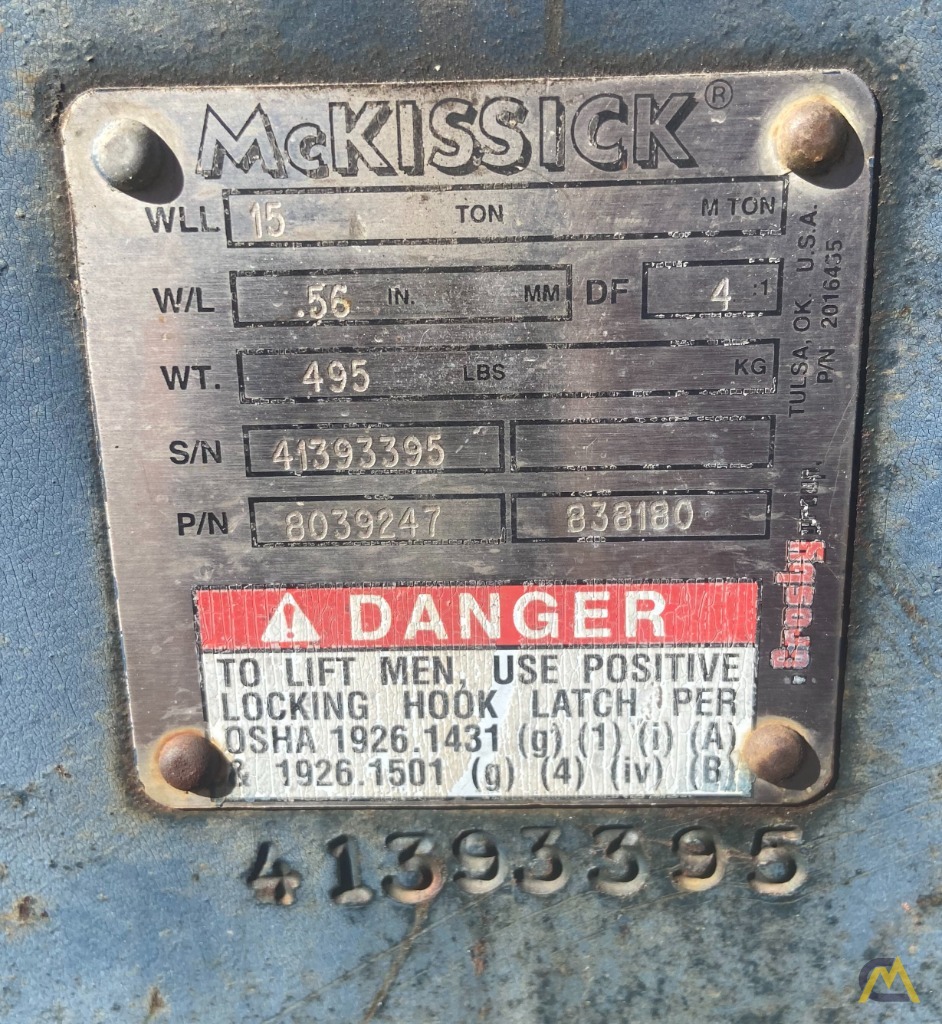 McKISSICK®
WLL 15 TON M TON
W/L .56 IN. MM DF 4 :1
WT. 495 LBS KG
S/N 41393395
P/N 8039247 838180
TULSA, OK. U.S.A.
P/N 2016455
Crosby
DANGER
TO LIFT MEN, USE POSITIVE
LOCKING HOOK LATCH PER
OSHA 1926.1431 (g) (1) (i) (A)
& 1926.1501 (g) (4) (iv) (B)
41393395